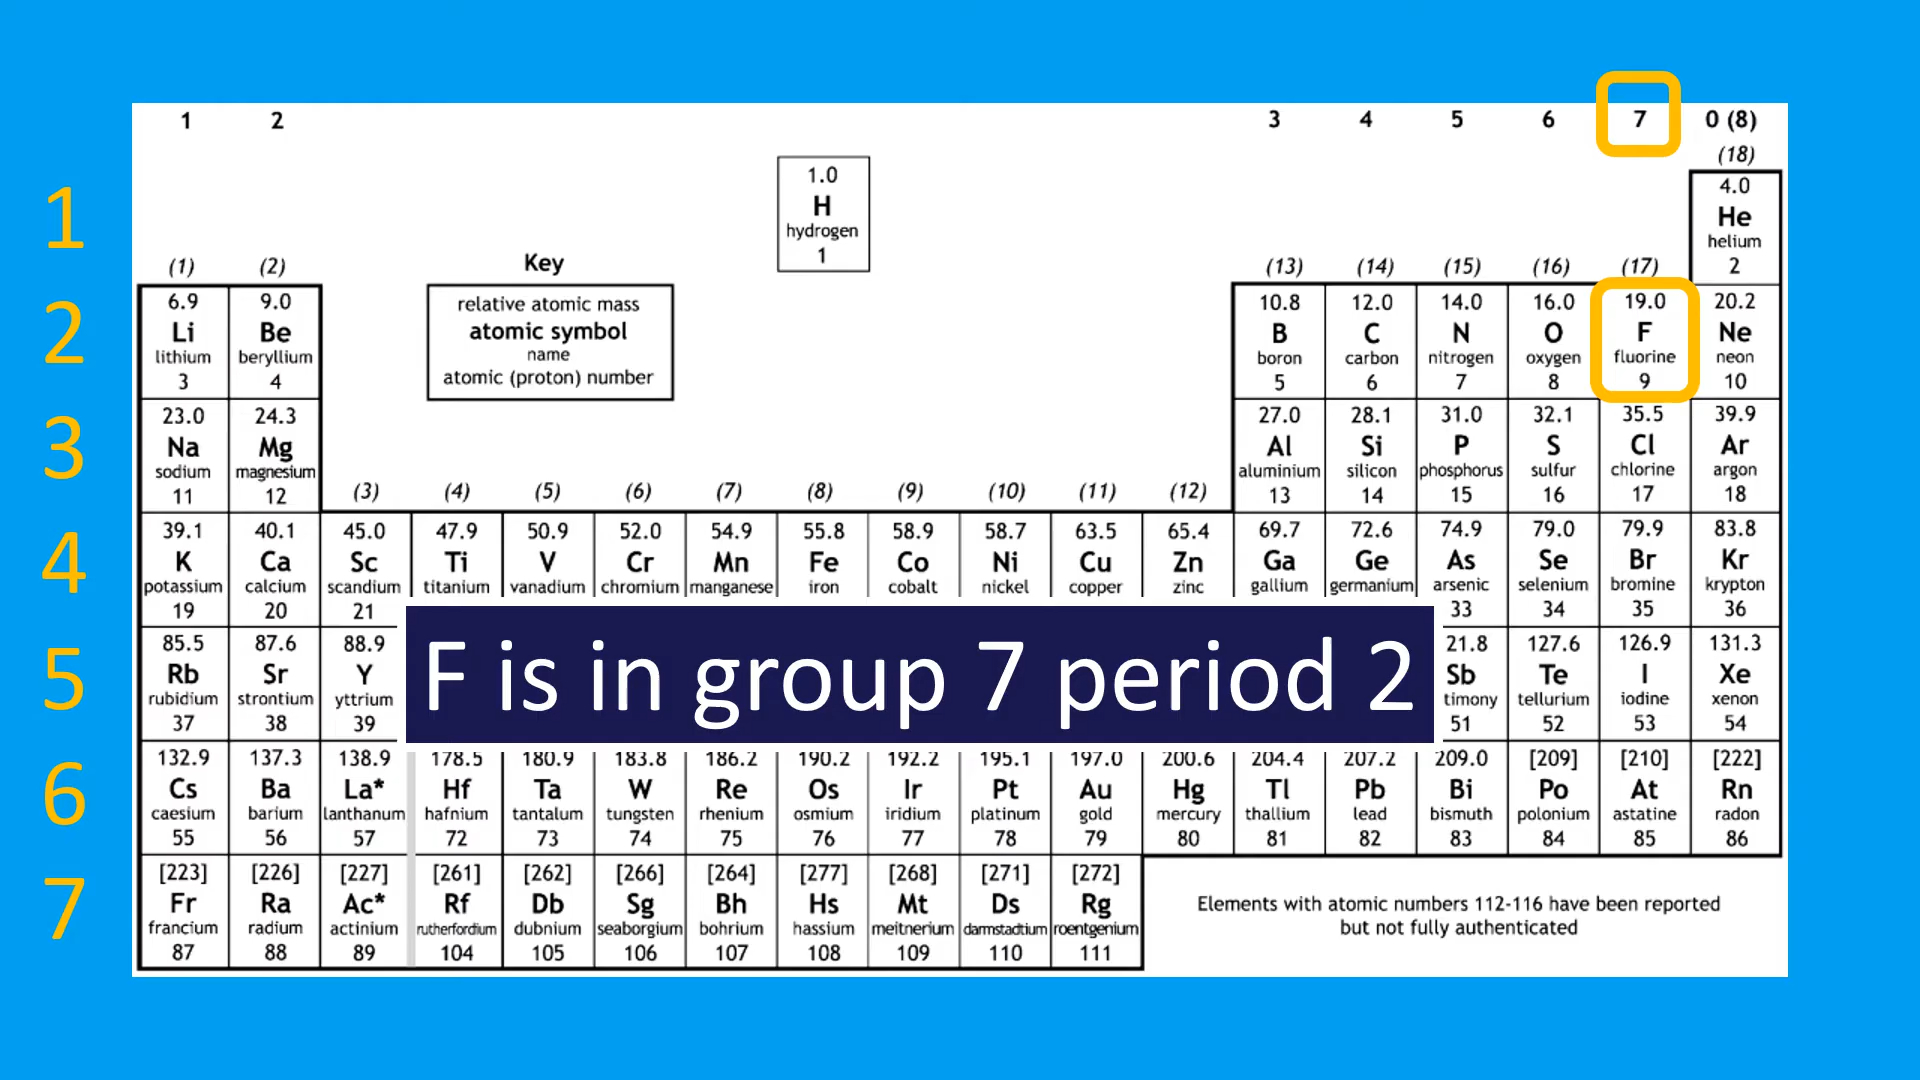 1 2 3 4 5 6 7 0 (8)
(18)
1
1.0 4.0
H He
hydrogen helium
1 2
Key
(1) (2) (13) (14) (15) (16) (17)
2
relative atomic mass
atomic symbol
name
atomic (proton) number
6.9 9.0 10.8 12.0 14.0 16.0 19.0 20.2
Li Be B C N O F Ne
lithium beryllium boron carbon nitrogen oxygen fluorine neon
3 4 5 6 7 8 9 10
3
23.0 24.3 27.0 28.1 31.0 32.1 35.5 39.9
Na Mg Al Si P S Cl Ar
sodium magnesium aluminium silicon phosphorus sulfur chlorine argon
11 12 13 14 15 16 17 18
(3) (4) (5) (6) (7) (8) (9) (10) (11) (12)
4
39.1 40.1 45.0 47.9 50.9 52.0 54.9 55.8 58.9 58.7 63.5 65.4 69.7 72.6 74.9 79.0 79.9 83.8
K Ca Sc Ti V Cr Mn Fe Co Ni Cu Zn Ga Ge As Se Br Kr
potassium calcium scandium titanium vanadium chromium manganese iron cobalt nickel copper zinc gallium germanium arsenic selenium bromine krypton
19 20 21 33 34 35 36
F is in group 7 period 2
5
85.5 87.6 88.9 21.8 127.6 126.9 131.3
Rb Sr Y Sb Te I Xe
rubidium strontium yttrium timony tellurium iodine xenon
37 38 39 51 52 53 54
6
132.9 137.3 138.9 178.5 180.9 183.8 186.2 190.2 192.2 195.1 197.0 200.6 204.4 207.2 209.0 [209] [210] [222]
Cs Ba La* Hf Ta W Re Os Ir Pt Au Hg Tl Pb Bi Po At Rn
caesium barium lanthanum hafnium tantalum tungsten rhenium osmium iridium platinum gold mercury thallium lead bismuth polonium astatine radon
55 56 57 72 73 74 75 76 77 78 79 80 81 82 83 84 85 86
7
[223] [226] [227] [261] [262] [266] [264] [277] [268] [271] [272]
Fr Ra Ac* Rf Db Sg Bh Hs Mt Ds Rg
francium radium actinium rutherfordium dubnium seaborgium bohrium hassium meitnerium darmstadtium roentgenium
87 88 89 104 105 106 107 108 109 110 111
Elements with atomic numbers 112-116 have been reported
but not fully authenticated